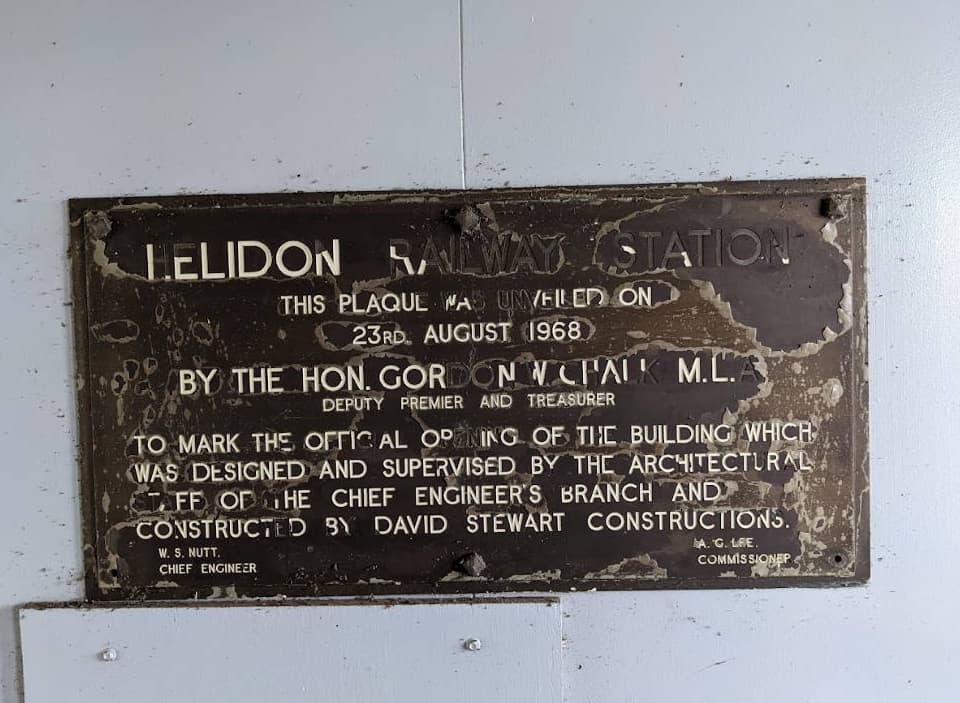 HELIDON RAILWAY STATION
THIS PLAQUE WAS UNVEILED ON
23RD. AUGUST 1968
BY THE HON. GORDON W. CHALK M.L.A.
DEPUTY PREMIER AND TREASURER
TO MARK THE OFFICIAL OPENING OF THE BUILDING WHICH
WAS DESIGNED AND SUPERVISED BY THE ARCHITECTURAL
STAFF OF THE CHIEF ENGINEER'S BRANCH AND
CONSTRUCTED BY DAVID STEWART CONSTRUCTIONS.
W. S. NUTT. A. G. LEE.
CHIEF ENGINEER COMMISSIONER